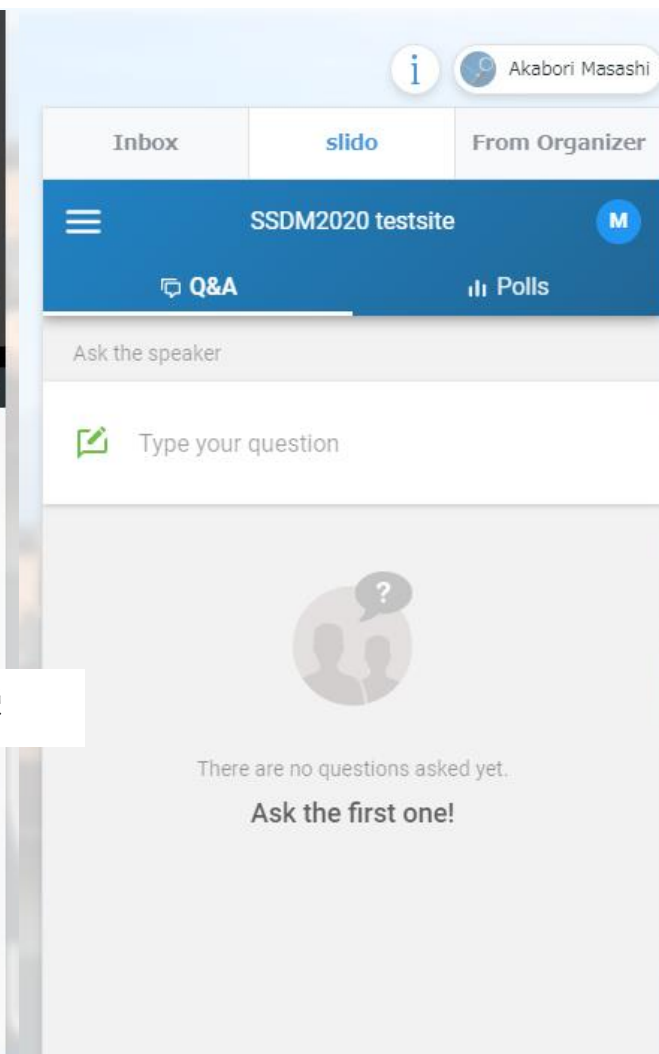 i
Akabori Masashi
Inbox
slido
From Organizer
SSDM2020 testsite
M
Q&A
Polls
Ask the speaker
Type your question
?
There are no questions asked yet.
Ask the first one!